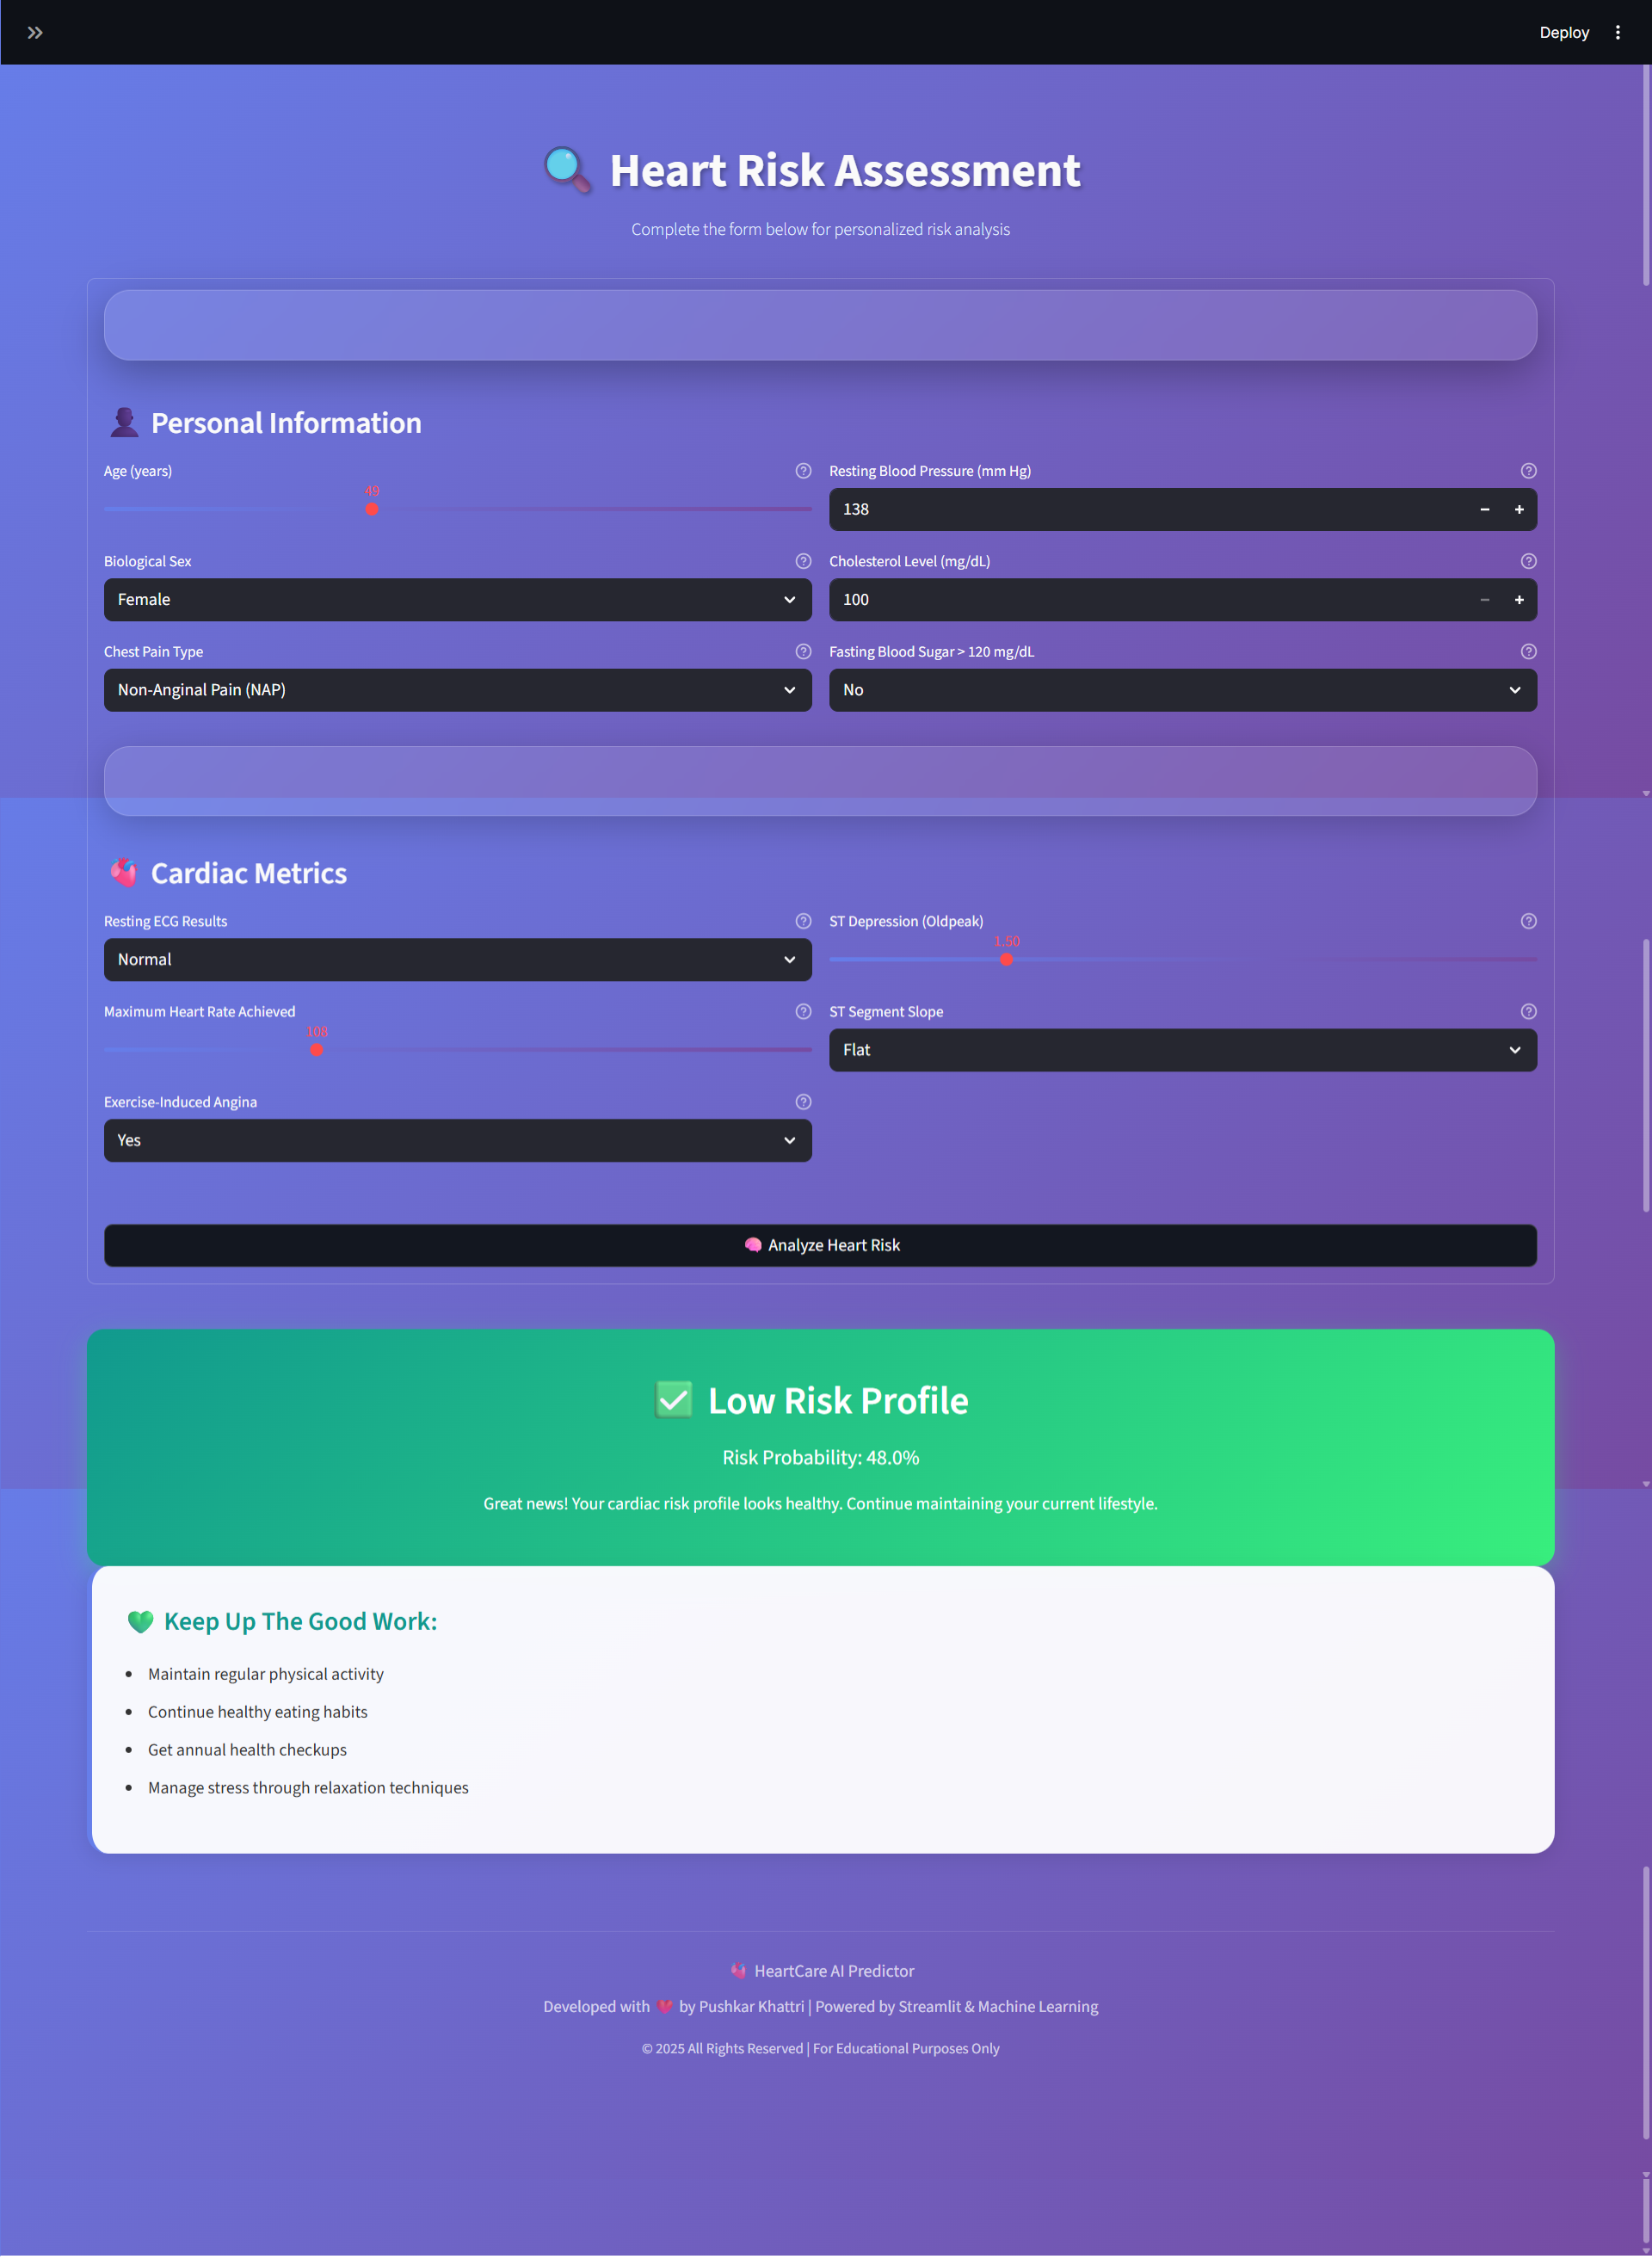 Deploy
Heart Risk Assessment
Complete the form below for personalized risk analysis
Personal Information
Age (years)
49
Resting Blood Pressure (mm Hg)
138
Biological Sex
Female
Cholesterol Level (mg/dL)
100
Chest Pain Type
Non-Anginal Pain (NAP)
Fasting Blood Sugar > 120 mg/dL
No
Cardiac Metrics
Resting ECG Results
Normal
ST Depression (Oldpeak)
1.50
Maximum Heart Rate Achieved
108
ST Segment Slope
Flat
Exercise-Induced Angina
Yes
Analyze Heart Risk
Low Risk Profile
Risk Probability: 48.0%
Great news! Your cardiac risk profile looks healthy. Continue maintaining your current lifestyle.
Keep Up The Good Work:
Maintain regular physical activity
Continue healthy eating habits
Get annual health checkups
Manage stress through relaxation techniques
HeartCare AI Predictor
Developed with ❤️ by Pushkar Khattri | Powered by Streamlit & Machine Learning
© 2025 All Rights Reserved | For Educational Purposes Only